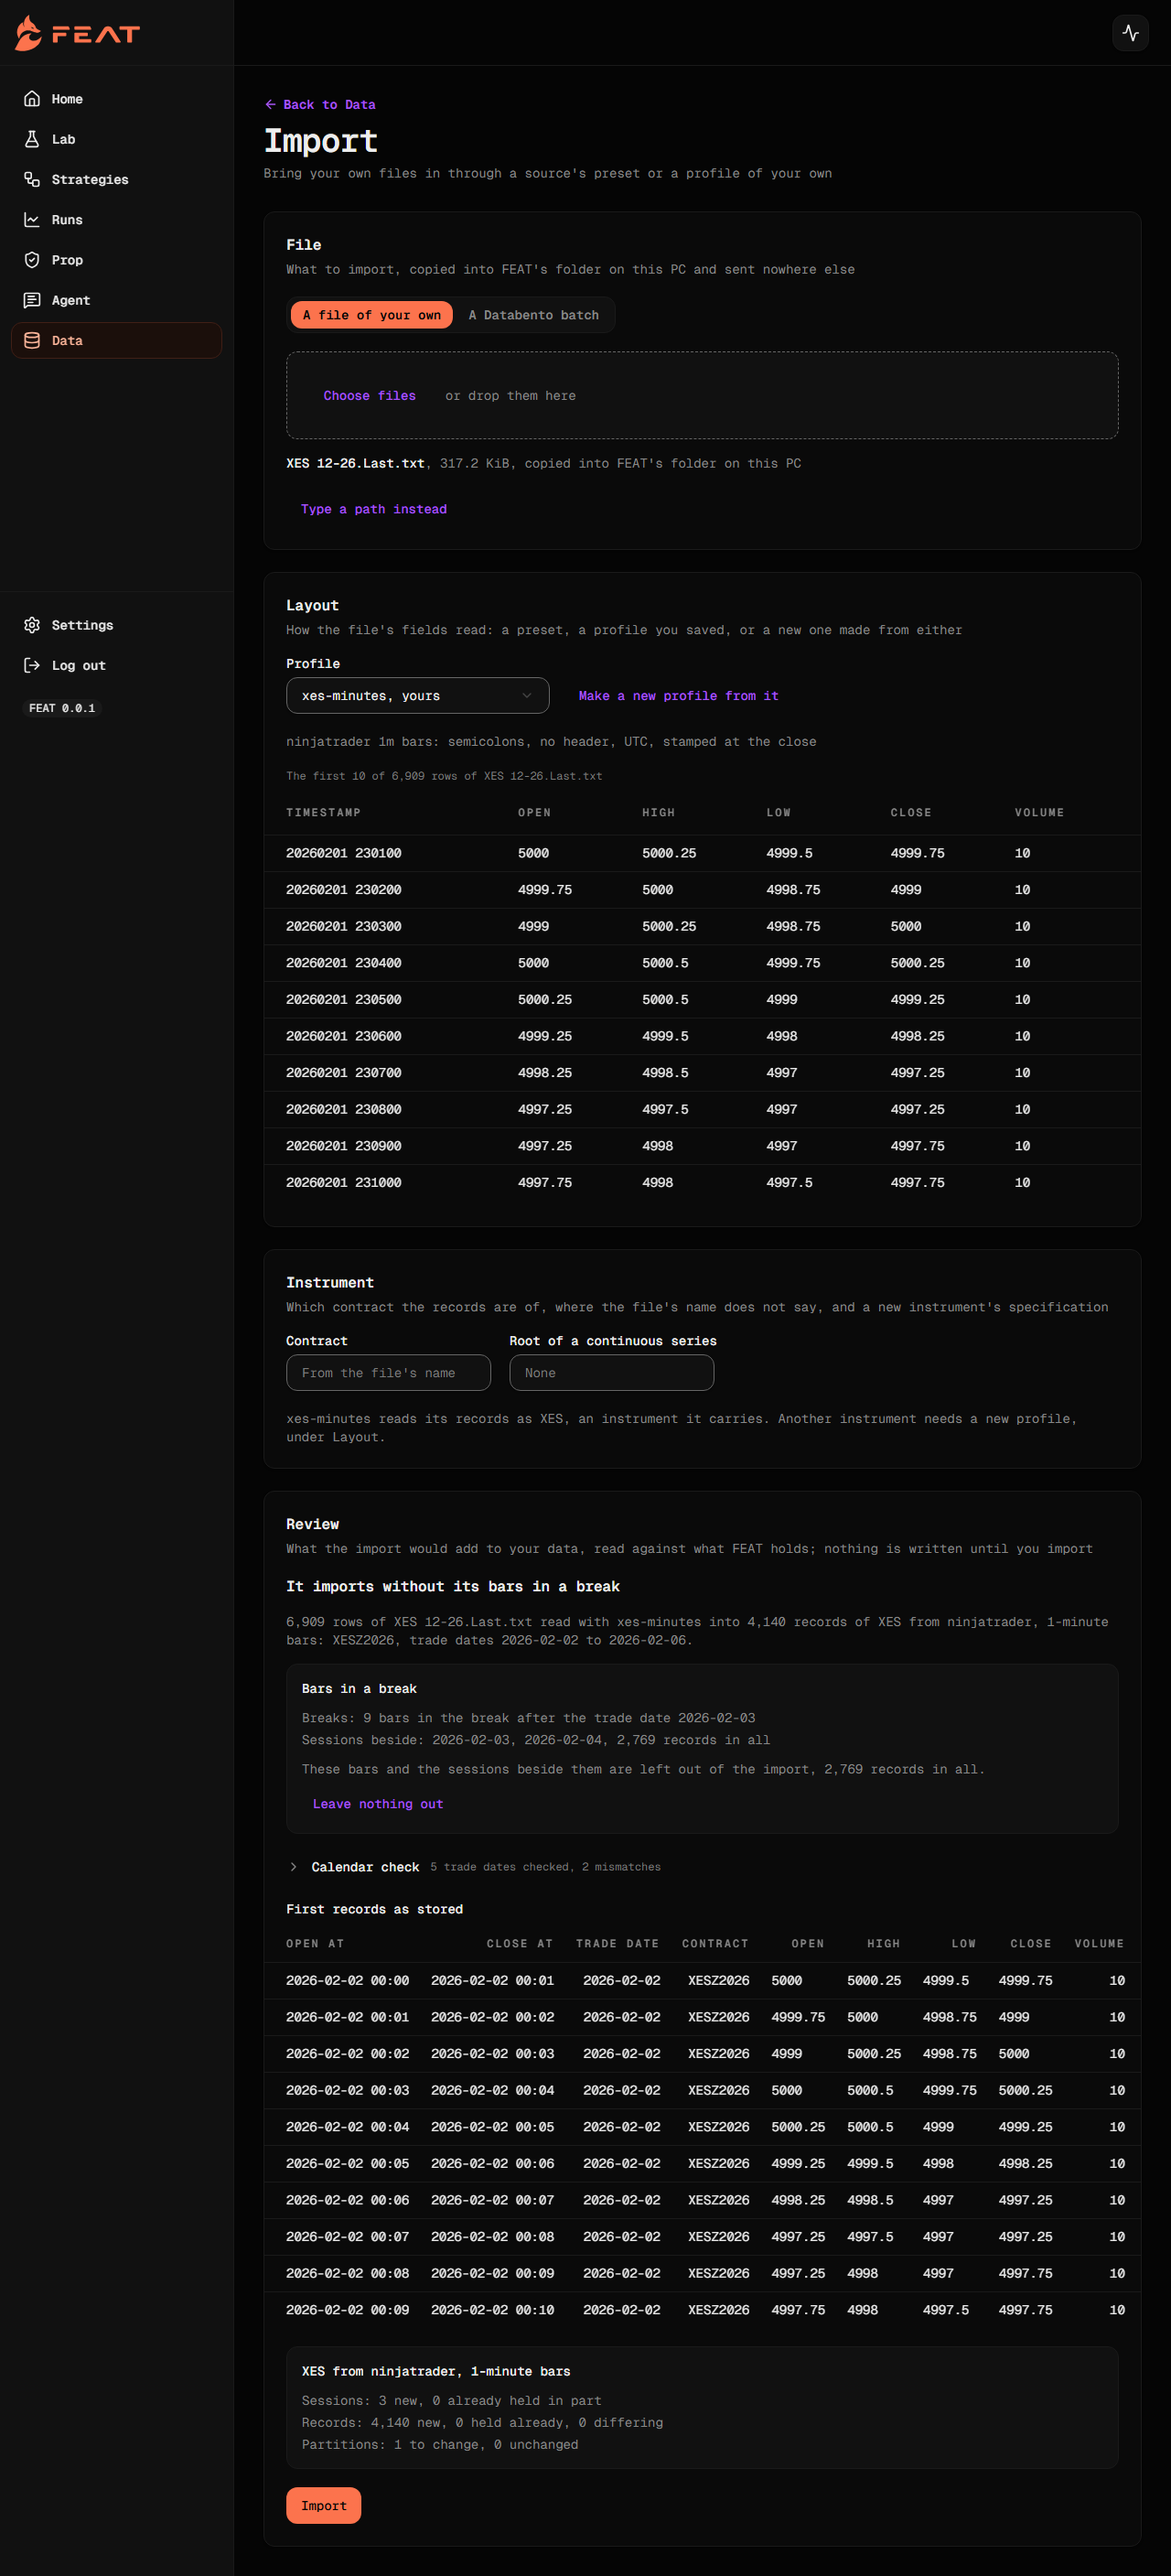 FEAT
Home
Lab
Strategies
Runs
Prop
Agent
Data
Settings
Log out
FEAT 0.0.1
Back to Data
Import
Bring your own files in through a source's preset or a profile of your own
File
What to import, copied into FEAT's folder on this PC and sent nowhere else
A file of your own A Databento batch
Choose files or drop them here
XES 12-26.Last.txt, 317.2 KiB, copied into FEAT's folder on this PC
Type a path instead
Layout
How the file's fields read: a preset, a profile you saved, or a new one made from either
Profile
xes-minutes, yours Make a new profile from it
ninjatrader 1m bars: semicolons, no header, UTC, stamped at the close
The first 10 of 6,909 rows of XES 12-26.Last.txt
TIMESTAMP OPEN HIGH LOW CLOSE VOLUME
20260201 230100 5000 5000.25 4999.5 4999.75 10
20260201 230200 4999.75 5000 4998.75 4999 10
20260201 230300 4999 5000.25 4998.75 5000 10
20260201 230400 5000 5000.5 4999.75 5000.25 10
20260201 230500 5000.25 5000.5 4999 4999.25 10
20260201 230600 4999.25 4999.5 4998 4998.25 10
20260201 230700 4998.25 4998.5 4997 4997.25 10
20260201 230800 4997.25 4997.5 4997 4997.25 10
20260201 230900 4997.25 4998 4997 4997.75 10
20260201 231000 4997.75 4998 4997.5 4997.75 10
Instrument
Which contract the records are of, where the file's name does not say, and a new instrument's specification
Contract Root of a continuous series
From the file's name None
xes-minutes reads its records as XES, an instrument it carries. Another instrument needs a new profile,
under Layout.
Review
What the import would add to your data, read against what FEAT holds; nothing is written until you import
It imports without its bars in a break
6,909 rows of XES 12-26.Last.txt read with xes-minutes into 4,140 records of XES from ninjatrader, 1-minute
bars: XESZ2026, trade dates 2026-02-02 to 2026-02-06.
Bars in a break
Breaks: 9 bars in the break after the trade date 2026-02-03
Sessions beside: 2026-02-03, 2026-02-04, 2,769 records in all
These bars and the sessions beside them are left out of the import, 2,769 records in all.
Leave nothing out
Calendar check 5 trade dates checked, 2 mismatches
First records as stored
OPEN AT CLOSE AT TRADE DATE CONTRACT OPEN HIGH LOW CLOSE VOLUME
2026-02-02 00:00 2026-02-02 00:01 2026-02-02 XESZ2026 5000 5000.25 4999.5 4999.75 10
2026-02-02 00:01 2026-02-02 00:02 2026-02-02 XESZ2026 4999.75 5000 4998.75 4999 10
2026-02-02 00:02 2026-02-02 00:03 2026-02-02 XESZ2026 4999 5000.25 4998.75 5000 10
2026-02-02 00:03 2026-02-02 00:04 2026-02-02 XESZ2026 5000 5000.5 4999.75 5000.25 10
2026-02-02 00:04 2026-02-02 00:05 2026-02-02 XESZ2026 5000.25 5000.5 4999 4999.25 10
2026-02-02 00:05 2026-02-02 00:06 2026-02-02 XESZ2026 4999.25 4999.5 4998 4998.25 10
2026-02-02 00:06 2026-02-02 00:07 2026-02-02 XESZ2026 4998.25 4998.5 4997 4997.25 10
2026-02-02 00:07 2026-02-02 00:08 2026-02-02 XESZ2026 4997.25 4997.5 4997 4997.25 10
2026-02-02 00:08 2026-02-02 00:09 2026-02-02 XESZ2026 4997.25 4998 4997 4997.75 10
2026-02-02 00:09 2026-02-02 00:10 2026-02-02 XESZ2026 4997.75 4998 4997.5 4997.75 10
XES from ninjatrader, 1-minute bars
Sessions: 3 new, 0 already held in part
Records: 4,140 new, 0 held already, 0 differing
Partitions: 1 to change, 0 unchanged
Import